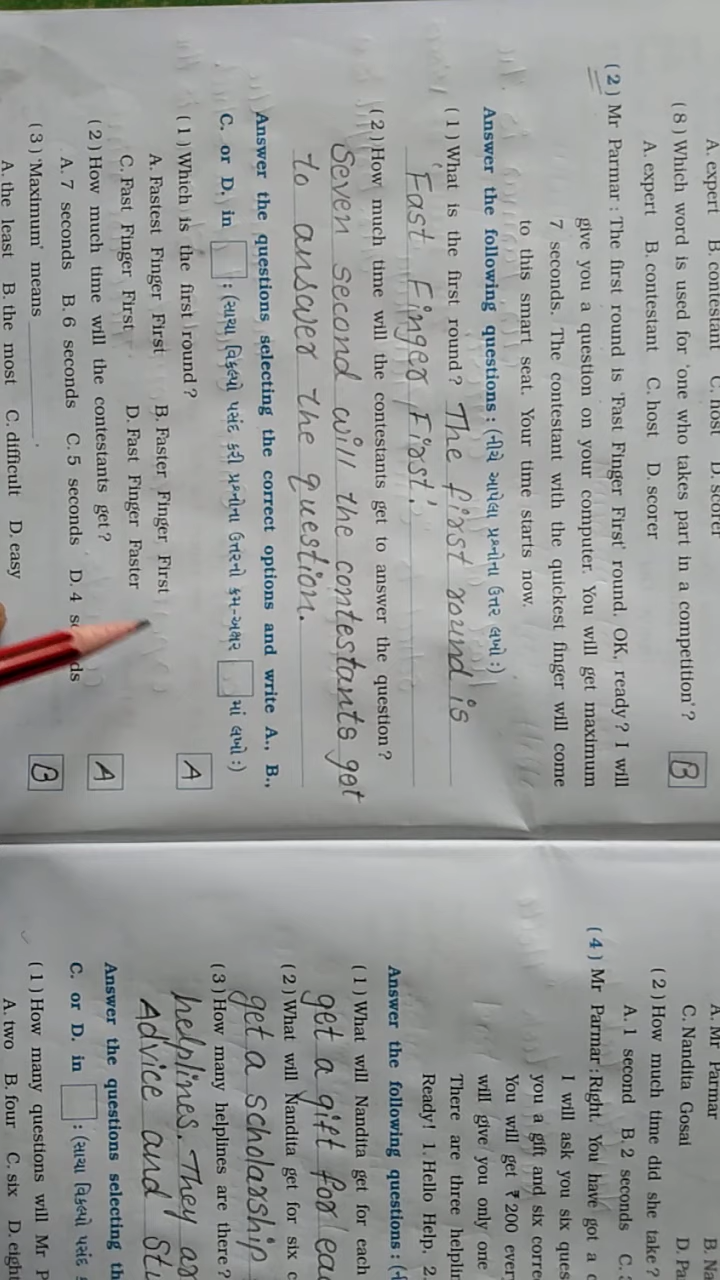 A. expert B. contestant C. host D. scorer
( 8 ) Which word is used for 'one who takes part in a competition' ?
A. expert B. contestant C. host D. scorer
B
( 2 ) Mr Parmar : The first round is 'Fast Finger First' round. OK, ready ? I will
give you a question on your computer. You will get maximum
7 seconds. The contestant with the quickest finger will come
to this smart seat. Your time starts now.
Answer the following questions : (નીચે આપેલા પ્રશ્નોના ઉત્તર લખો :)
( 1 ) What is the first round ? The first round is
'Fast Finger First'.
( 2 ) How much time will the contestants get to answer the question ?
Seven second will the contestants get
to answer the question.
Answer the questions selecting the correct options and write A., B.,
C. or D. in : (સાચા વિકલ્પો પસંદ કરી પ્રશ્નોના ઉત્તરનો ક્રમ-અક્ષર માં લખો :)
( 1 ) Which is the first round ?
A
A. Fastest Finger First B. Faster Finger First
C. Fast Finger First D. Fast Finger Faster
( 2 ) How much time will the contestants get ?
A
A. 7 seconds B. 6 seconds C. 5 seconds D. 4
( 3 ) 'Maximum' means ________.
B
A. the least B. the most C. difficult D. easy
A. Mr Parmar
C. Nandita Gosai
( 2 ) How much time did she take ?
A. 1 second B. 2 seconds C.
( 4 ) Mr Parmar : Right. You have got a
I will ask you six
you a gift and six
You will get ₹ 200
will give you only one
There are three
Ready! 1. Hello Help. 2.
Answer the following questions :
( 1 ) What will Nandita get for each
get a gift for
( 2 ) What will Nandita get for six
get a scholarship
( 3 ) How many helplines are there ?
helplines. They
Advice and
Answer the questions selecting
C. or D. in : (સાચા વિકલ્પો પસંદ
( 1 ) How many questions will Mr
A. two B. four C. six D.